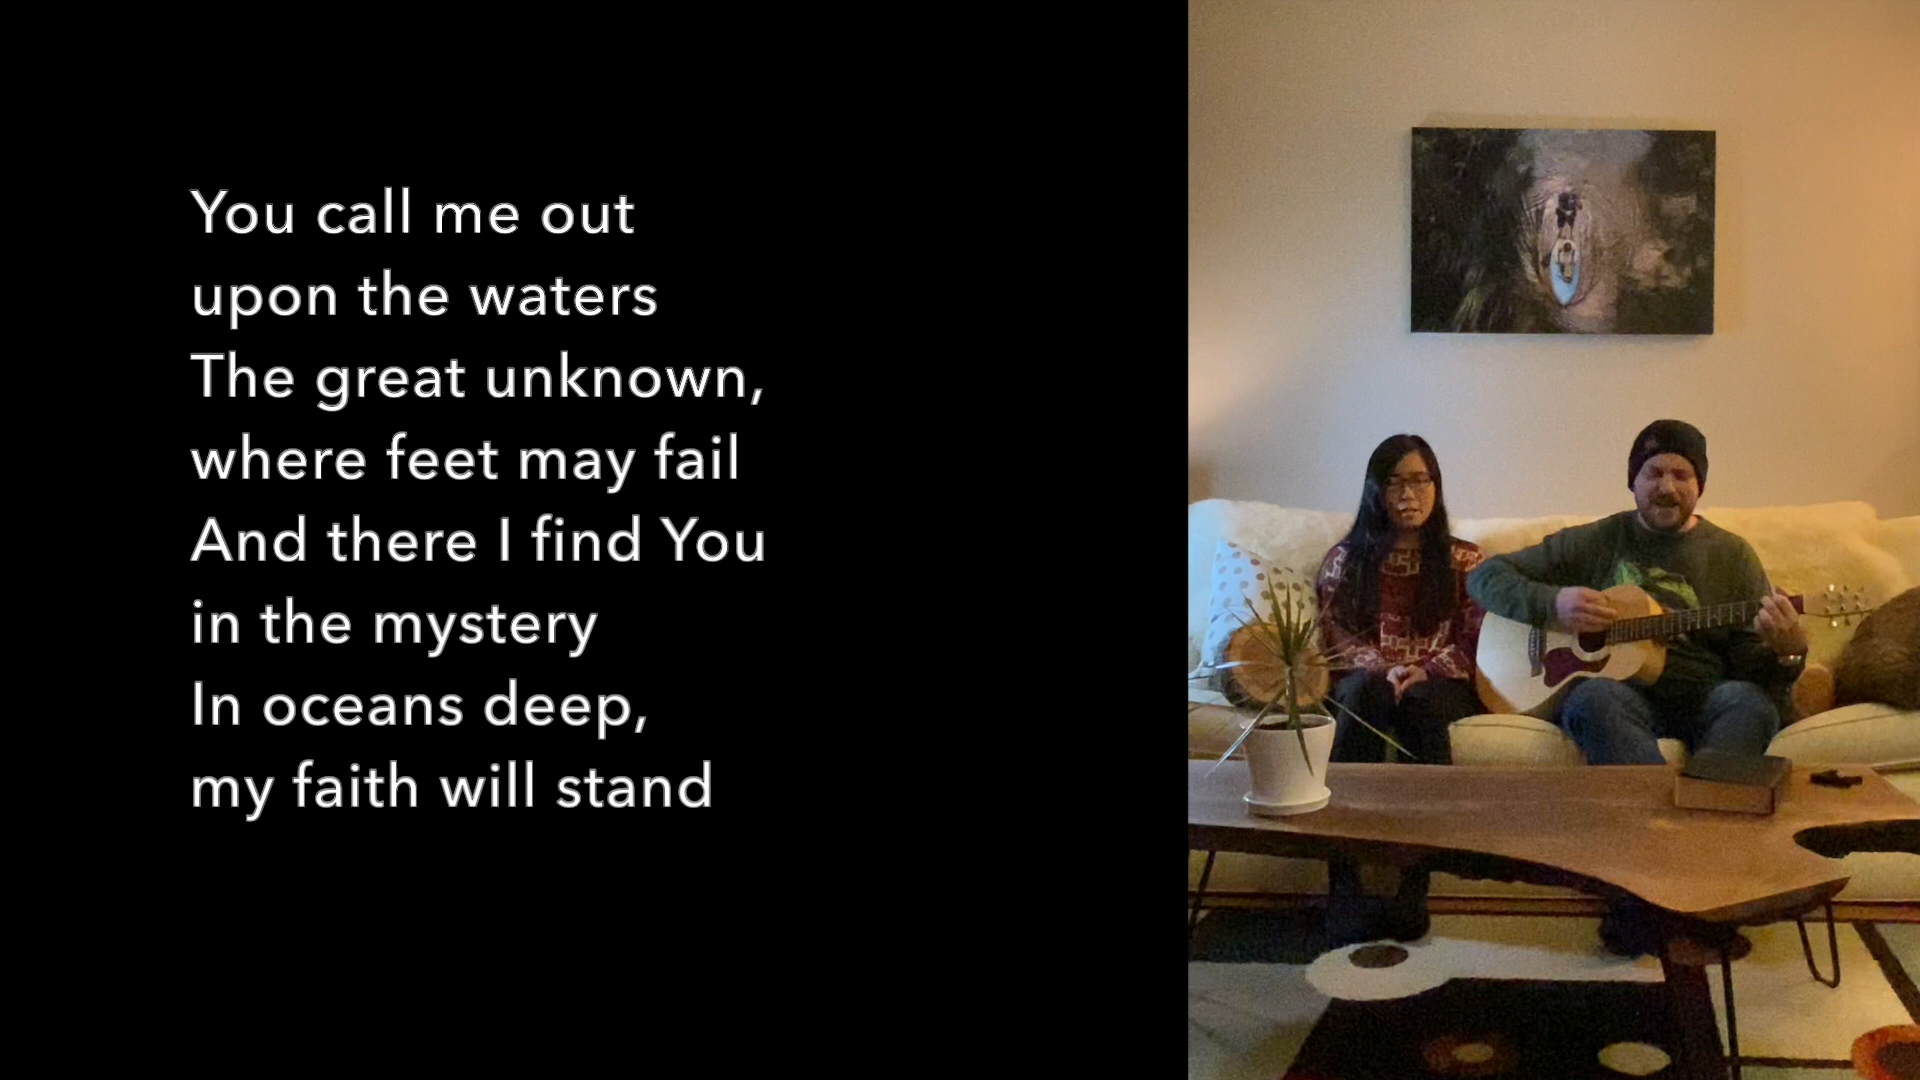 You call me out
upon the waters
The great unknown,
where feet may fail
And there I find You
in the mystery
In oceans deep,
my faith will stand